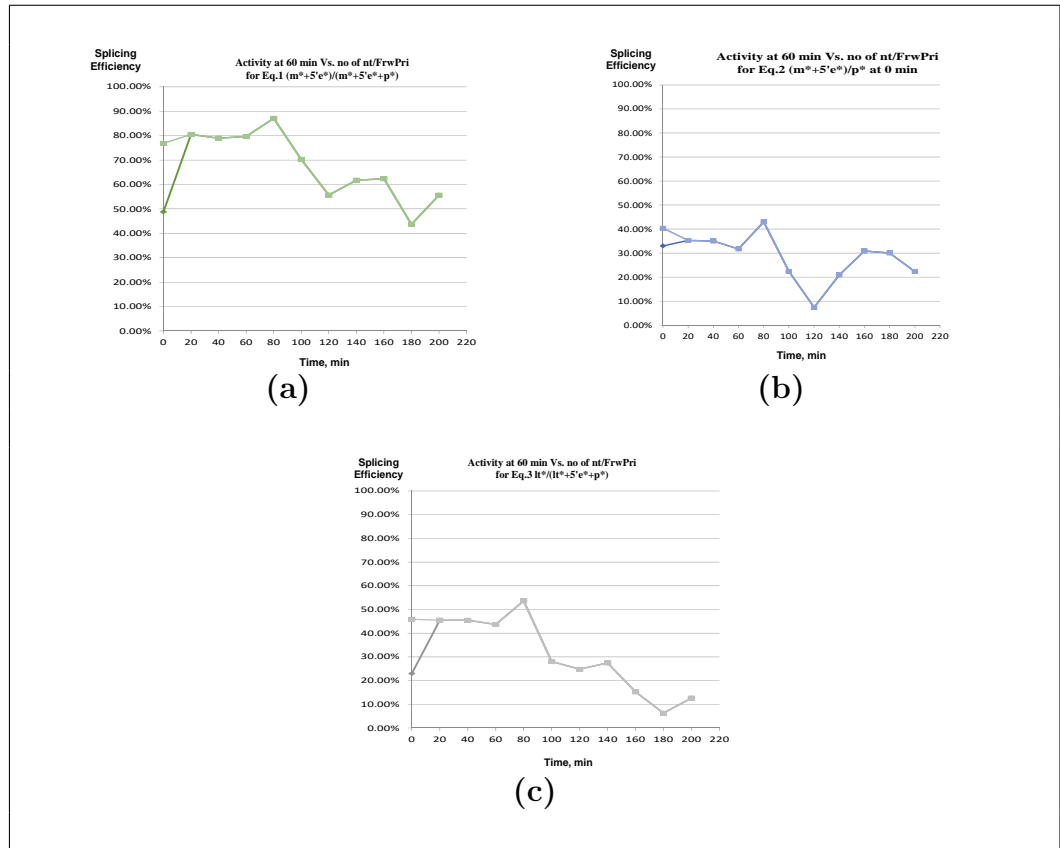 Splicing
Efficiency
Activity at 60 min Vs. no of nt/FrwPri
for Eq.1 (m*+5'e*)/(m*+5'e*+p*)
100.00%
90.00%
80.00%
70.00%
60.00%
50.00%
40.00%
30.00%
20.00%
10.00%
0.00%
0 20 40 60 80 100 120 140 160 180 200 220
Time, min
(a)
Splicing
Efficiency
Activity at 60 min Vs. no of nt/FrwPri
for Eq.2 (m*+5'e*)/p* at 0 min
100.00%
90.00%
80.00%
70.00%
60.00%
50.00%
40.00%
30.00%
20.00%
10.00%
0.00%
0 20 40 60 80 100 120 140 160 180 200 220
Time, min
(b)
Splicing
Efficiency
Activity at 60 min Vs. no of nt/FrwPri
for Eq.3 lt*/(lt*+5'e*+p*)
100.00%
90.00%
80.00%
70.00%
60.00%
50.00%
40.00%
30.00%
20.00%
10.00%
0.00%
0 20 40 60 80 100 120 140 160 180 200 220
Time, min
(c)